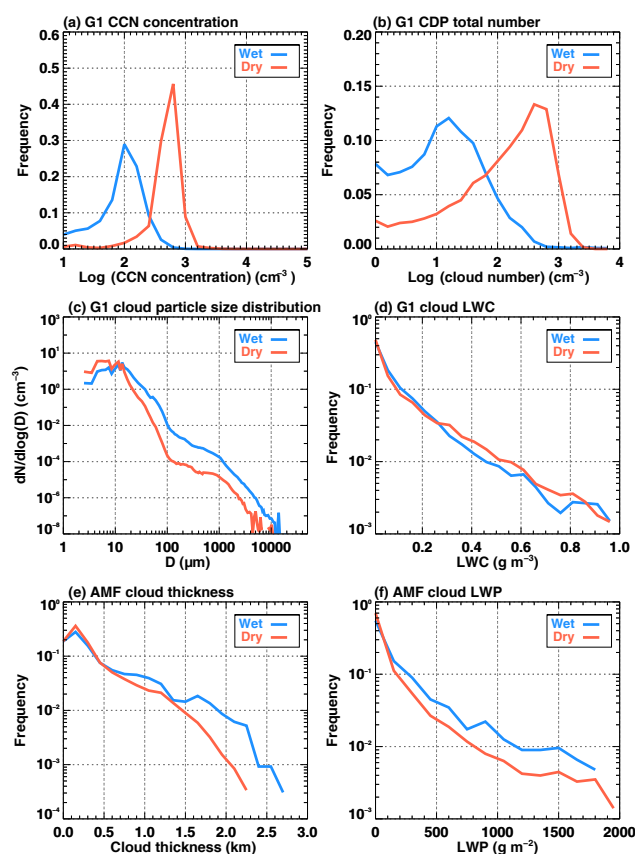 (a) G1 CCN concentration
Frequency
0.6
0.5
0.4
0.3
0.2
0.1
0.0
Wet
Dry
1 2 3 4 5
Log (CCN concentration) (cm⁻³)
(b) G1 CDP total number
Frequency
0.20
0.15
0.10
0.05
0.00
Wet
Dry
0 1 2 3 4
Log (cloud number) (cm⁻³)
(c) G1 cloud particle size distribution
dN/dlog(D) (cm⁻³)
10³
10¹
10⁰
10⁻²
10⁻⁴
10⁻⁶
10⁻⁸
Wet
Dry
1 10 100 1000 10000
D (µm)
(d) G1 cloud LWC
Frequency
10⁰
10⁻¹
10⁻²
10⁻³
Wet
Dry
0.2 0.4 0.6 0.8 1.0
LWC (g m⁻³)
(e) AMF cloud thickness
Frequency
10⁰
10⁻¹
10⁻²
10⁻³
10⁻⁴
Wet
Dry
0.0 0.5 1.0 1.5 2.0 2.5 3.0
Cloud thickness (km)
(f) AMF cloud LWP
Frequency
10⁰
10⁻¹
10⁻²
10⁻³
Wet
Dry
0 500 1000 1500 2000
LWP (g m⁻²)